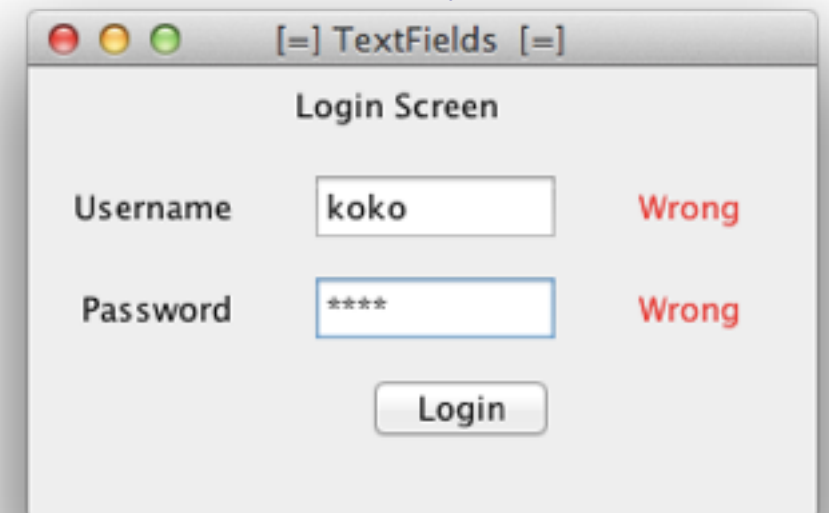 [=] TextFields [=]
Login Screen
Username koko Wrong
Password **** Wrong
Login